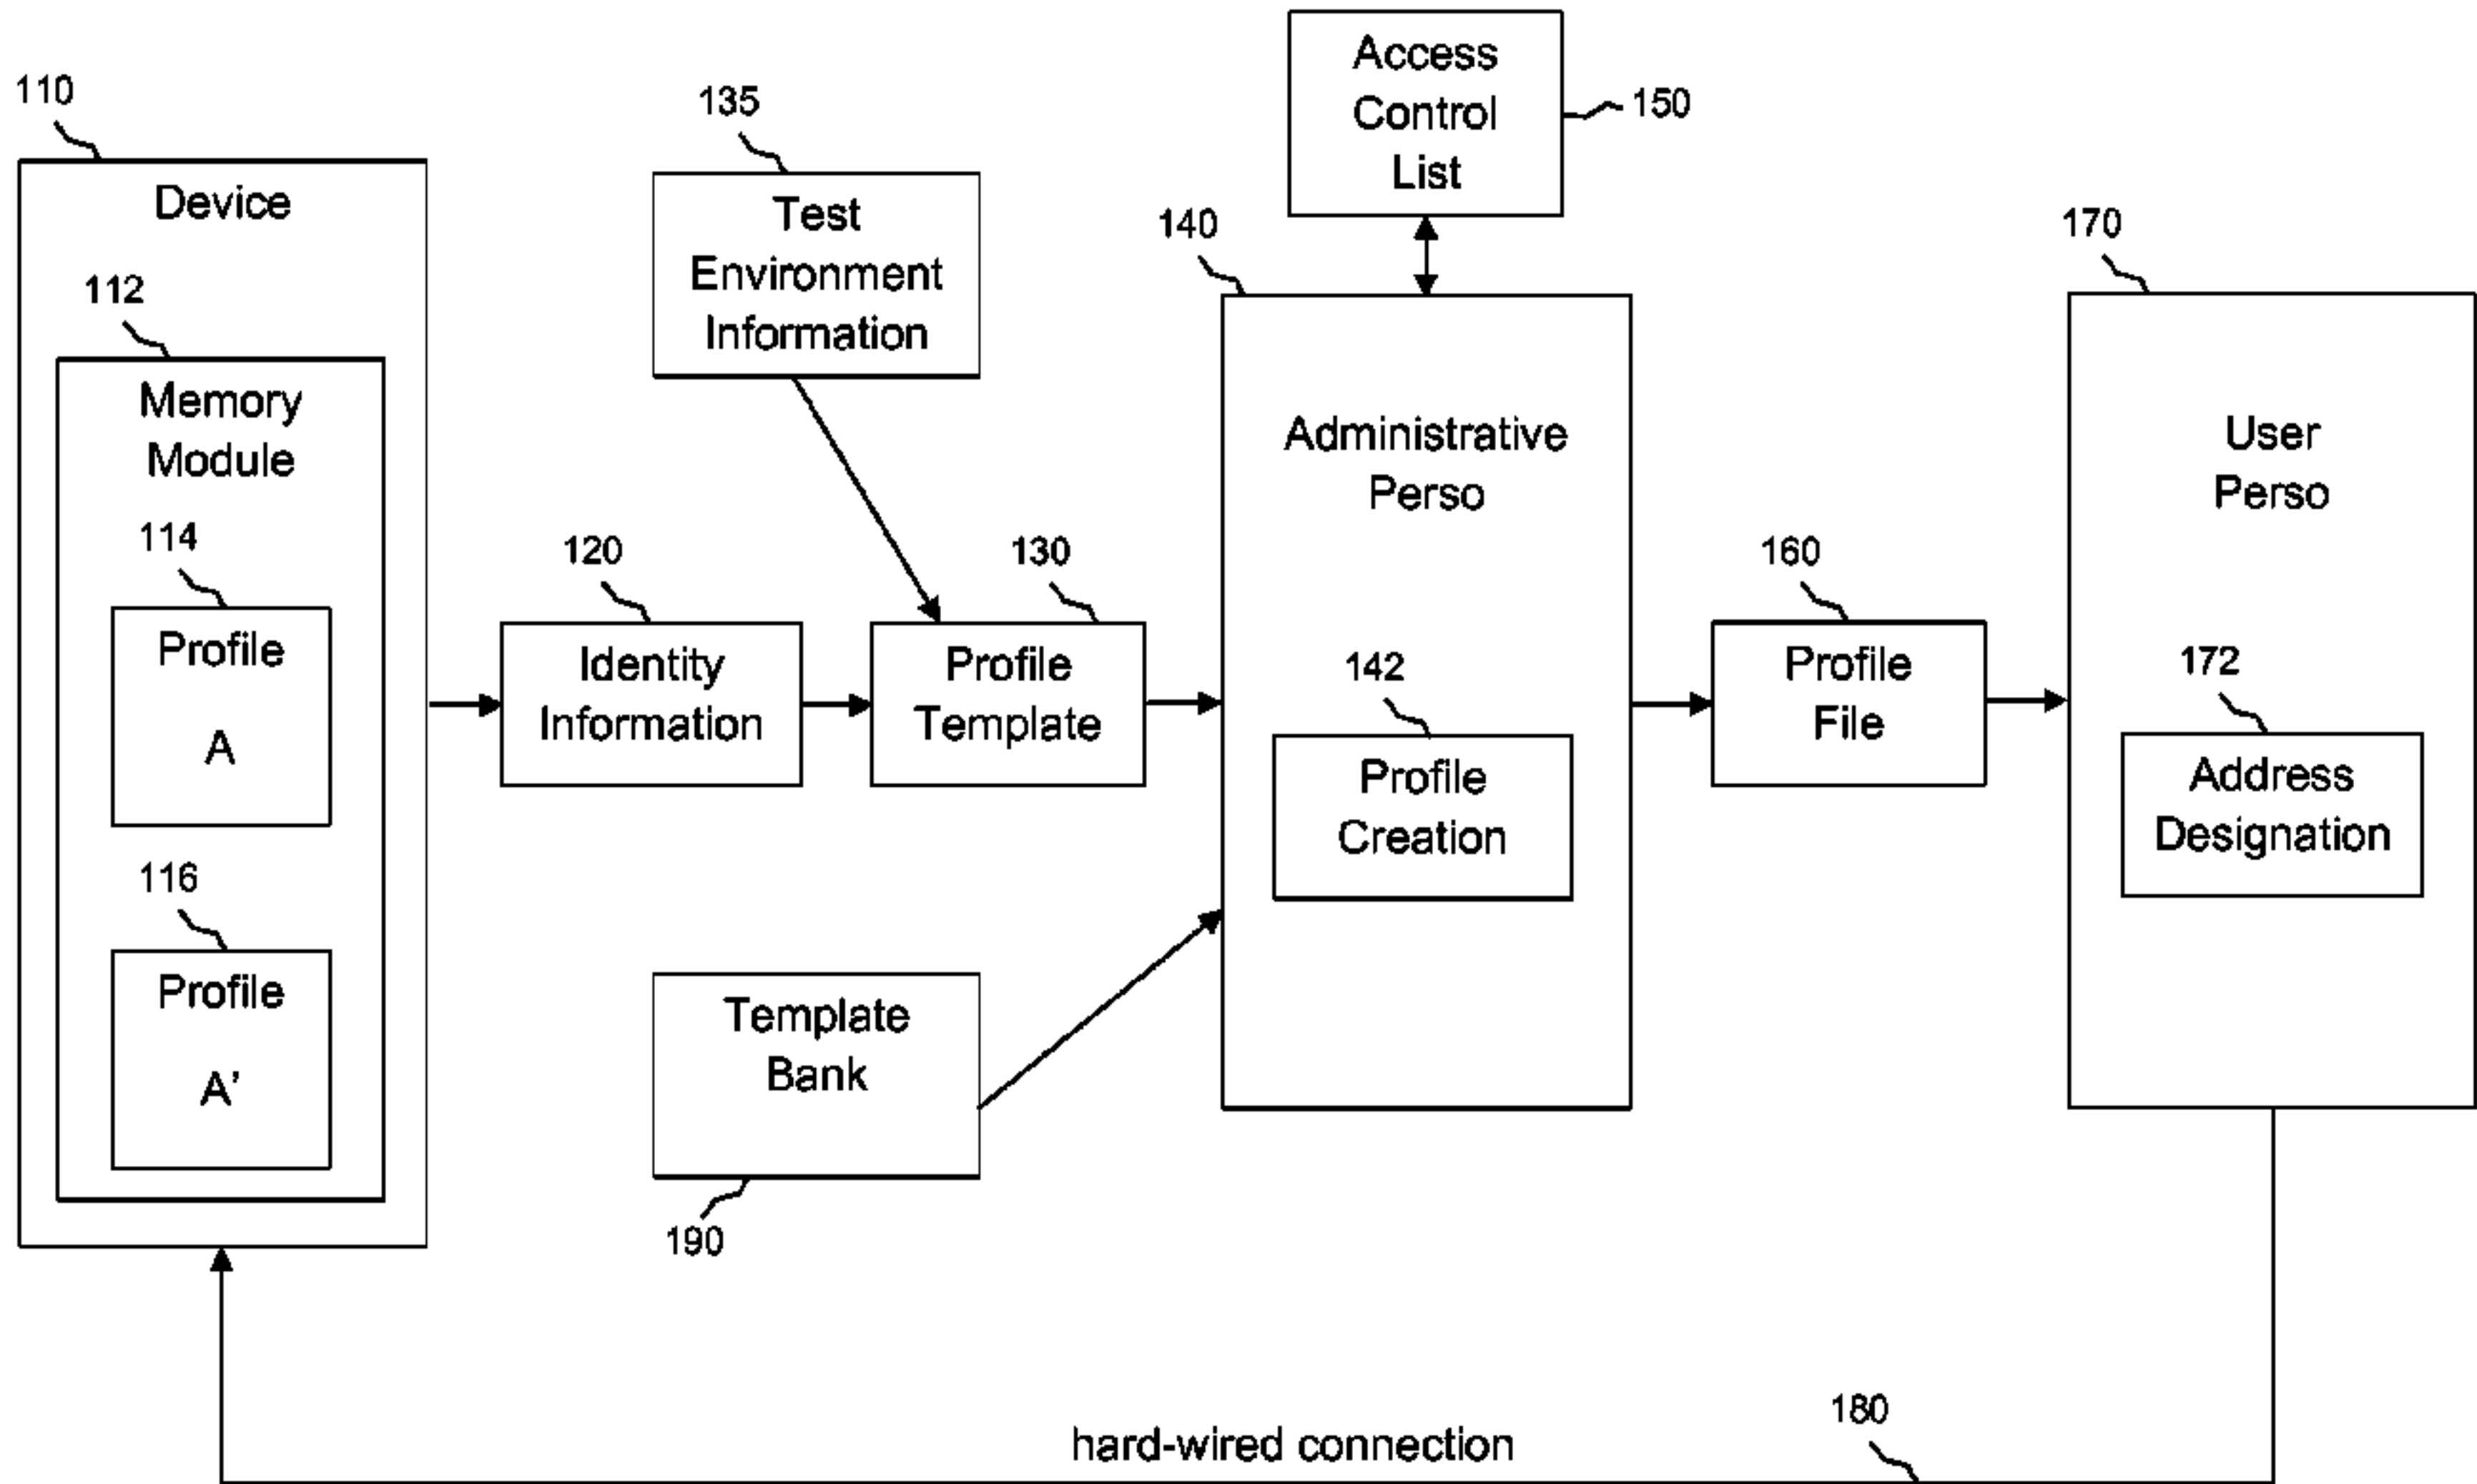 110
Device
112
Memory
Module
114
Profile
A
116
Profile
A’
120
Identity
Information
135
Test
Environment
Information
130
Profile
Template
Template
Bank
190
Access
Control
List
150
140
Administrative
Perso
142
Profile
Creation
160
Profile
File
170
User
Perso
172
Address
Designation
hard-wired connection
180